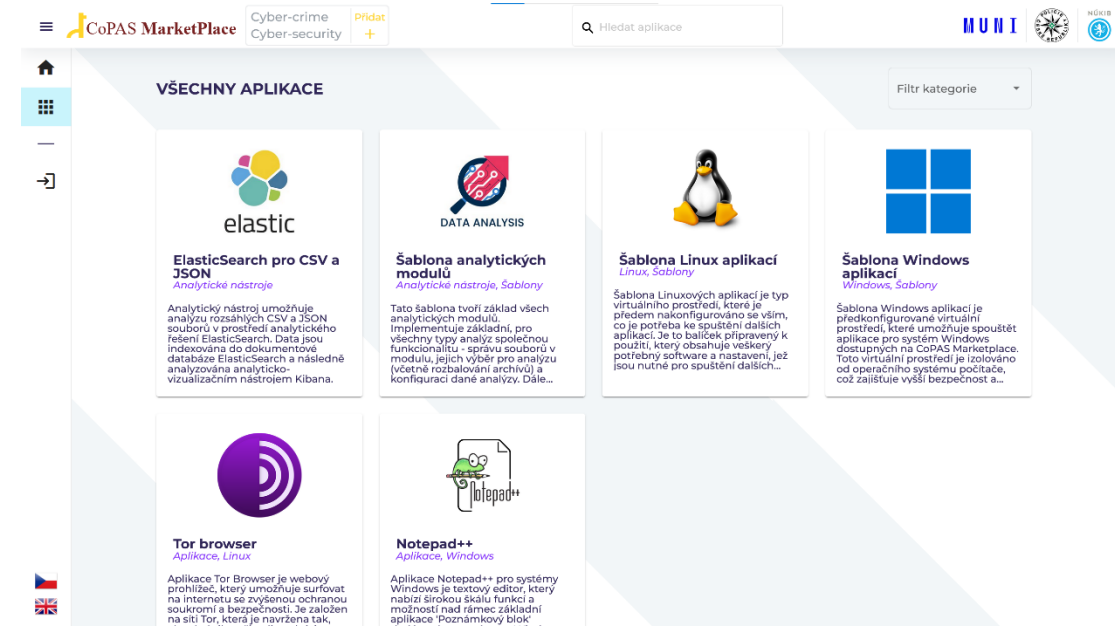 CoPAS MarketPlace
Cyber-crime
Cyber-security
Přidat
+
Hledat aplikace
MUNI
POLICIE
NÚKIB
VŠECHNY APLIKACE
Filtr kategorie
elastic
ElasticSearch pro CSV a
JSON
Analytické nástroje
Analytický nástroj umožňuje
analýzu rozsáhlých CSV a JSON
souborů v prostředí analytického
řešení ElasticSearch. Data jsou
indexována do dokumentové
databáze ElasticSearch a následně
analyzována analyticko-
vizualizačním nástrojem Kibana.
DATA ANALYSIS
Šablona analytických
modulů
Analytické nástroje, Šablony
Tato šablona tvoří základ všech
analytických modulů.
Implementuje základní, pro
všechny typy analýz společnou
funkcionalitu - správu souborů v
modulu, jejich výběr pro analýzu
(včetně rozbalování archívů) a
konfiguraci dané analýzy. Dále...
Šablona Linux aplikací
Linux, Šablony
Šablona Linuxových aplikací je typ
virtuálního prostředí, které je
předem nakonfigurováno se vším,
co je potřeba ke spuštění dalších
aplikací. Je to balíček připravený k
použití, který obsahuje veškerý
potřebný software a nastavení, jež
jsou nutné pro spuštění dalších...
Šablona Windows
aplikací
Windows, Šablony
Šablona Windows aplikací je
předkonfigurované virtuální
prostředí, které umožňuje spouštět
aplikace pro systém Windows
dostupných na CoPAS Marketplace.
Toto virtuální prostředí je izolováno
od operačního systému počítače,
což zajišťuje vyšší bezpečnost a...
Tor browser
Aplikace, Linux
Aplikace Tor Browser je webový
prohlížeč, který umožňuje surfovat
na internetu se zvýšenou ochranou
soukromí a bezpečnosti. Je založen
na síti Tor, která je navržena tak,
Notepad++
Notepad++
Aplikace, Windows
Aplikace Notepad++ pro systémy
Windows je textový editor, který
nabízí širokou škálu funkcí a
možností nad rámec základní
aplikace 'Poznámkový blok'